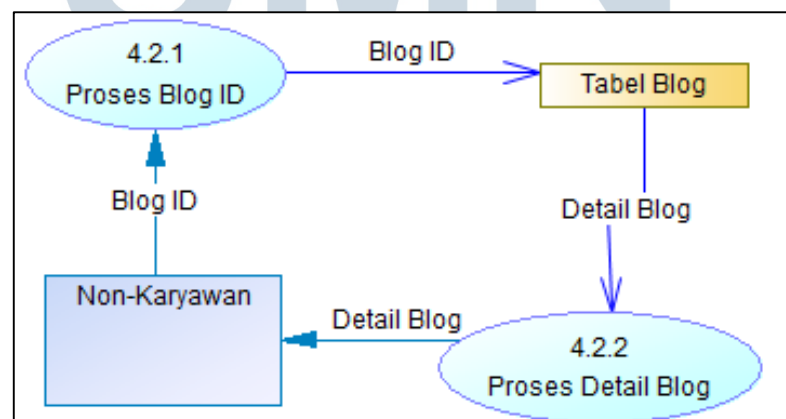 4.2.1
Proses Blog ID
Blog ID
Tabel Blog
Blog ID
Detail Blog
Non-Karyawan
Detail Blog
4.2.2
Proses Detail Blog